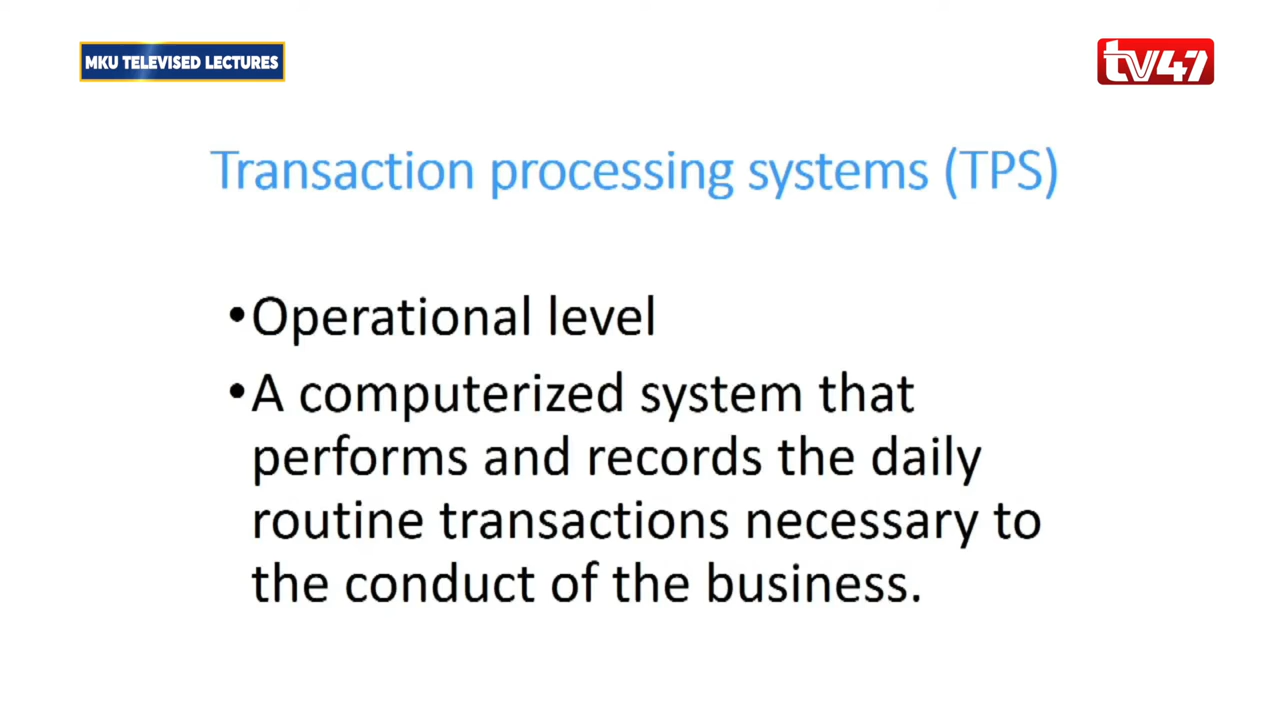 MKU TELEVISED LECTURES
tv47
Transaction processing systems (TPS)
•Operational level
•A computerized system that
performs and records the daily
routine transactions necessary to
the conduct of the business.